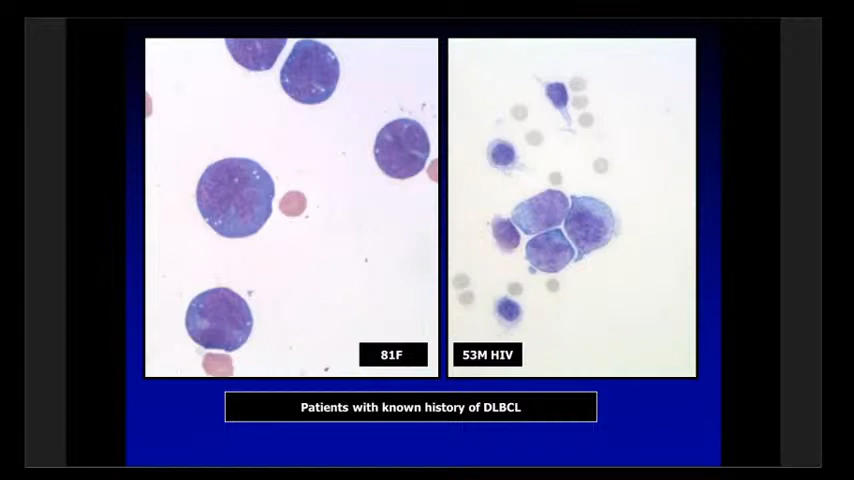 81F
53M HIV
Patients with known history of DLBCL